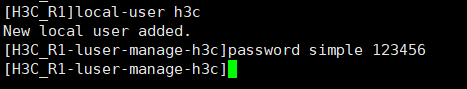 [H3C_R1]local-user h3c
New local user added.
[H3C_R1-luser-manage-h3c]password simple 123456
[H3C_R1-luser-manage-h3c]